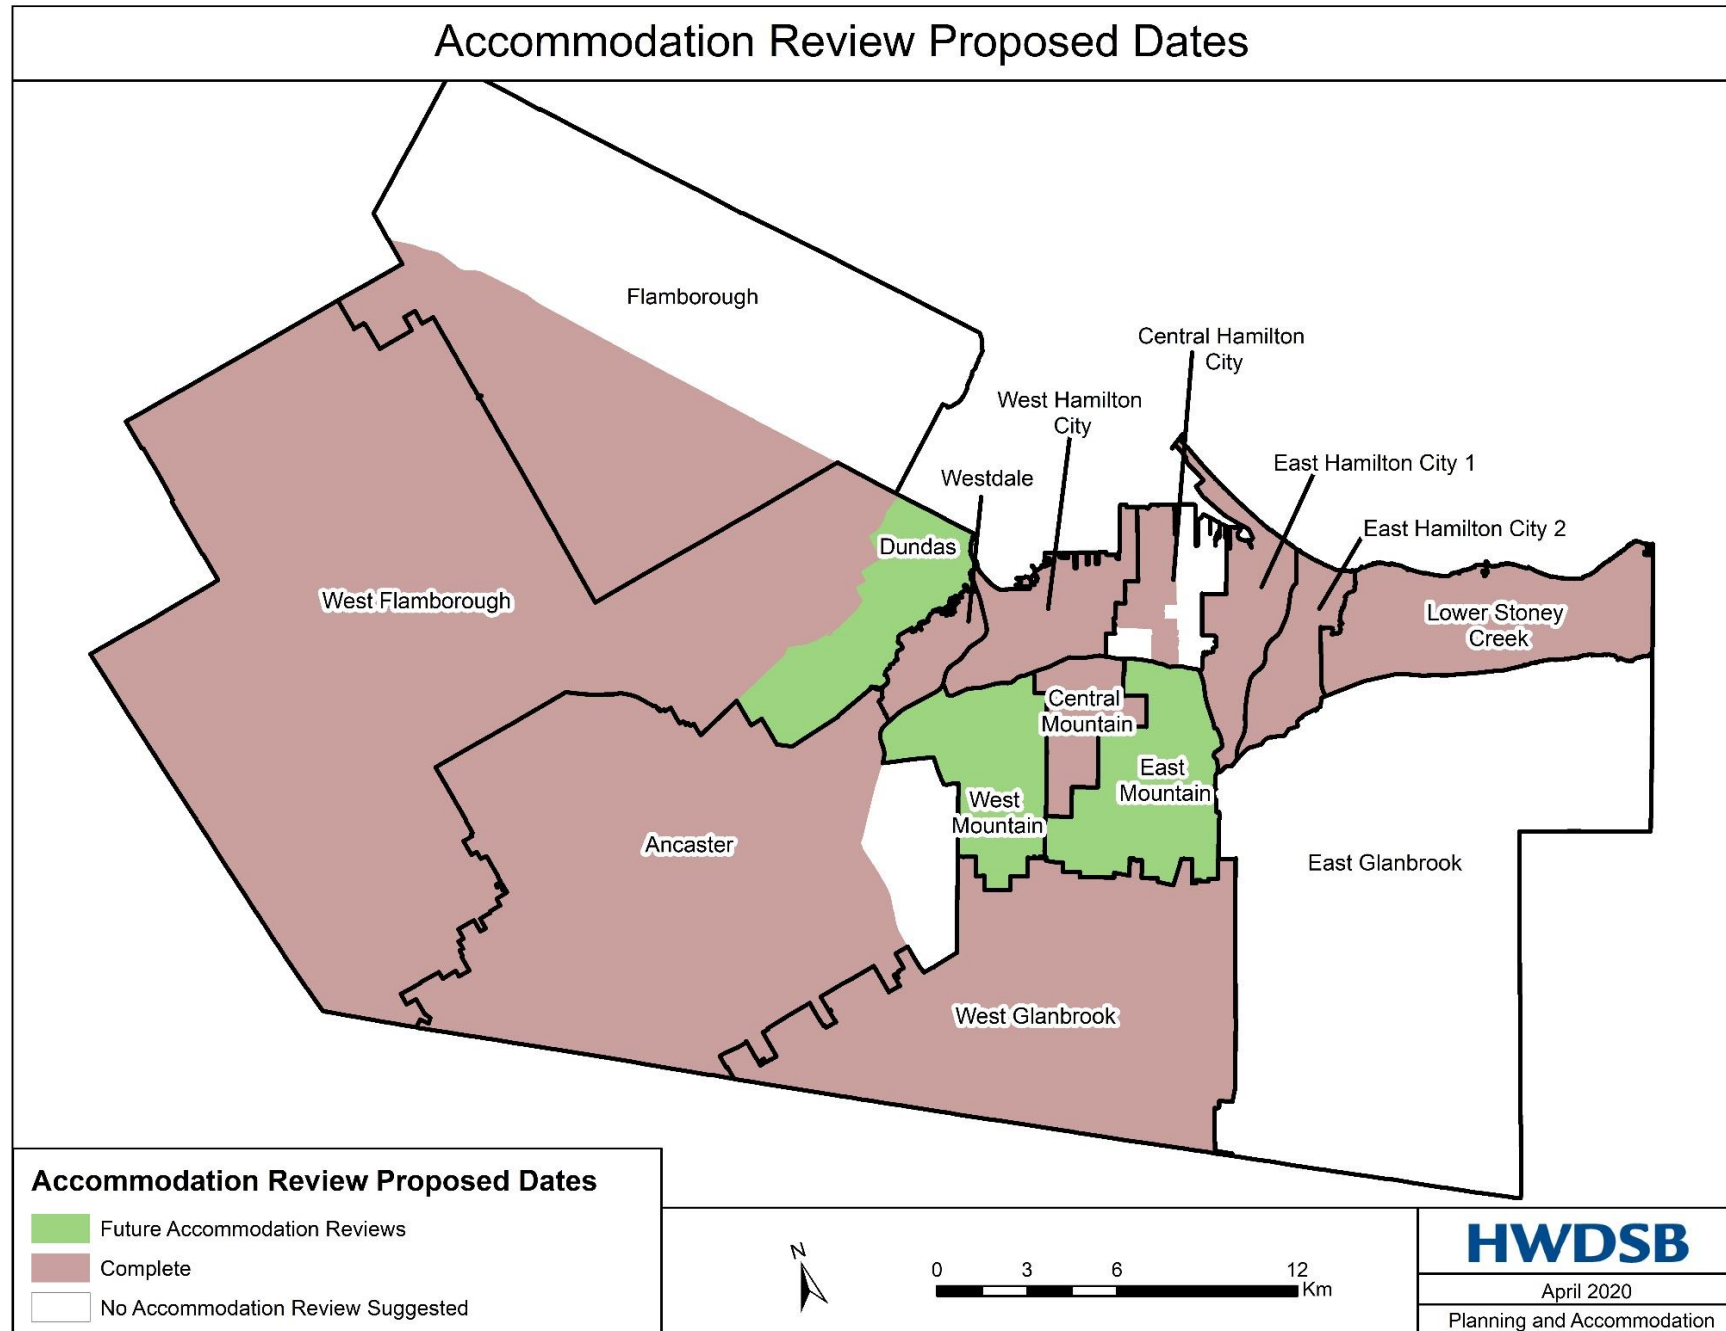 Accommodation Review Proposed Dates
Flamborough
Central Hamilton
City
West Hamilton
City
Westdale
East Hamilton City 1
East Hamilton City 2
Dundas
West Flamborough
Lower Stoney
Creek
Central
Mountain
East
Mountain
West
Mountain
Ancaster
East Glanbrook
West Glanbrook
Accommodation Review Proposed Dates
Future Accommodation Reviews
Complete
No Accommodation Review Suggested
N
0 3 6 12
Km
HWDSB
April 2020
Planning and Accommodation